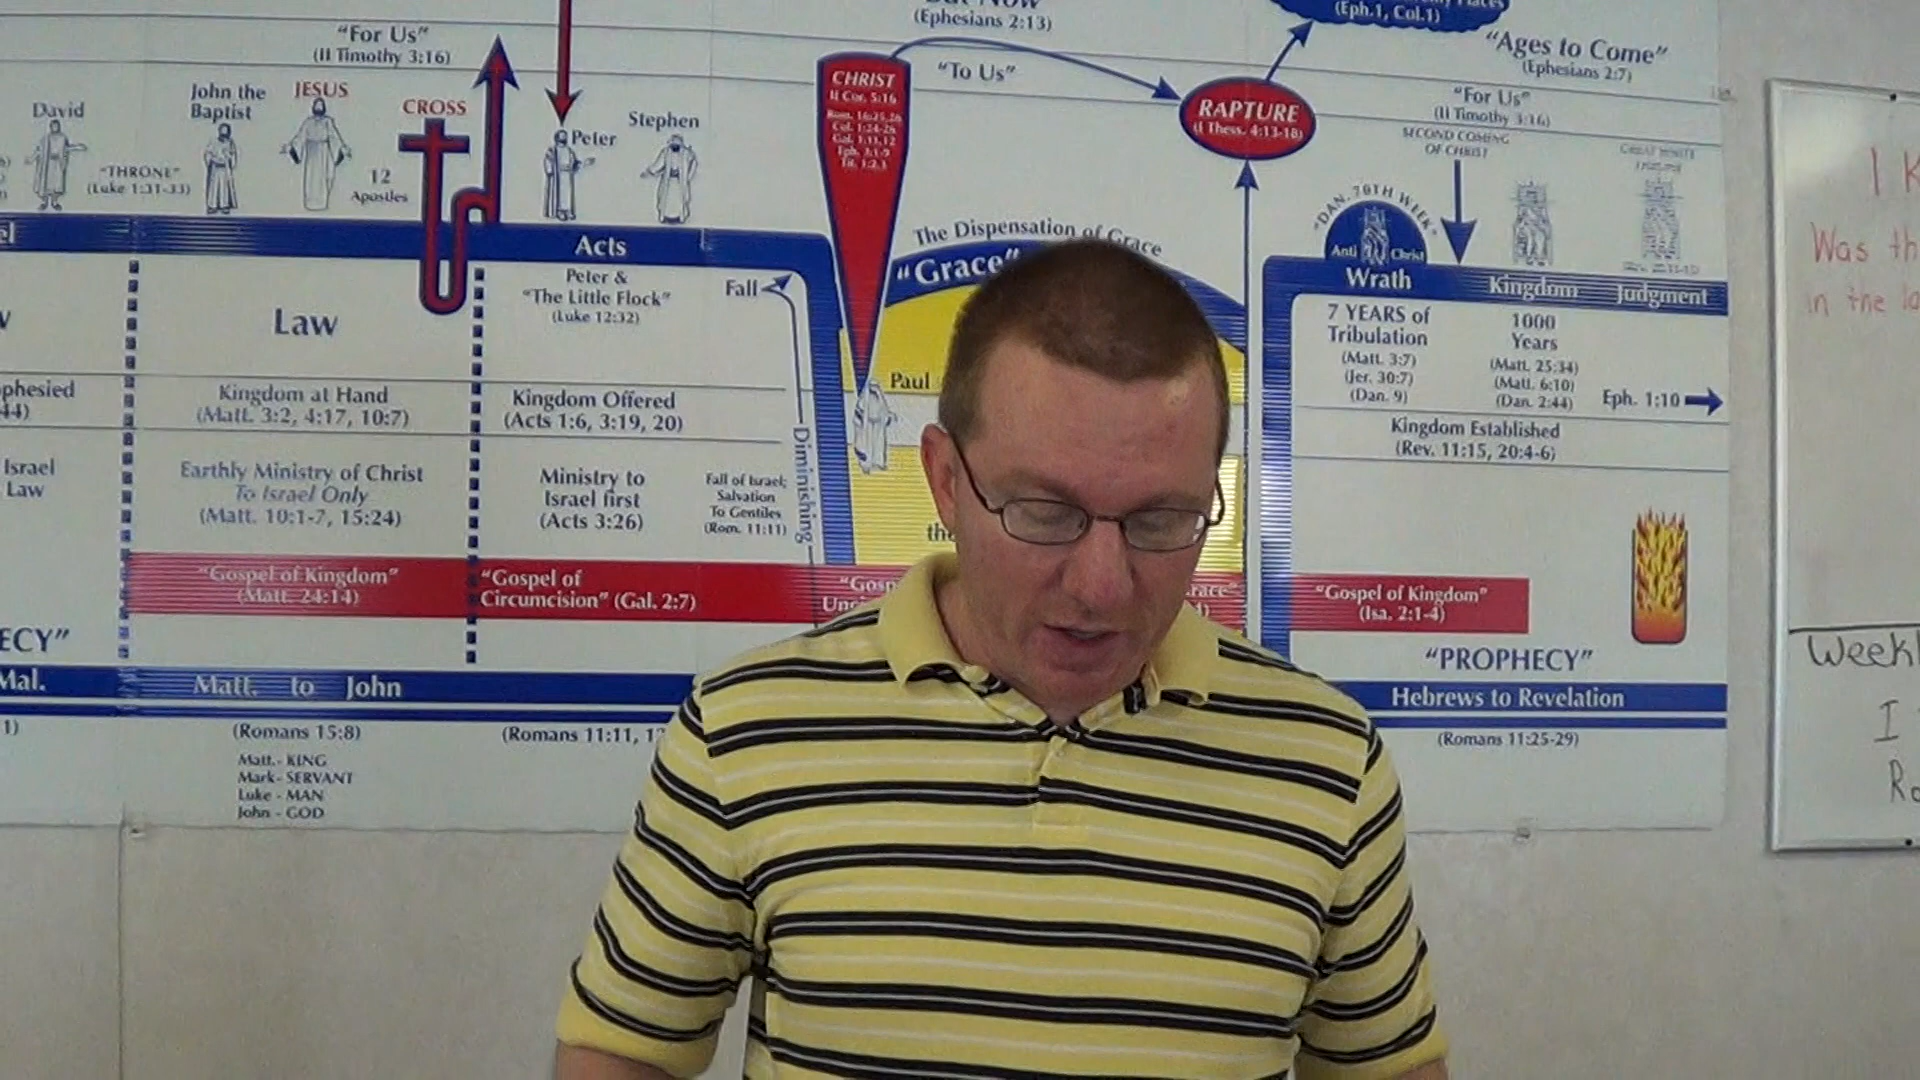 (Ephesians 2:13)
(Eph.1, Col.1)
"For Us"
(II Timothy 3:16)
"Ages to Come"
(Ephesians 2:7)
David
John the
Baptist
JESUS
CROSS
"THRONE"
(Luke 1:31-33)
12
Apostles
Peter
Stephen
CHRIST
II Cor. 5:16
"To Us"
RAPTURE
(I Thess. 4:13-18)
"For Us"
(II Timothy 3:16)
SECOND COMING
OF CHRIST
"DAN. 70TH WEEK"
Anti Christ
Acts
The Dispensation of Grace
"Grace"
Wrath
Kingdom
Judgment
Law
Peter &
"The Little Flock"
(Luke 12:32)
Fall
Diminishing
Paul
7 YEARS of
Tribulation
(Matt. 3:7)
(Jer. 30:7)
(Dan. 9)
1000
Years
(Matt. 25:34)
(Matt. 6:10)
(Dan. 2:44)
Eph. 1:10
Kingdom at Hand
(Matt. 3:2, 4:17, 10:7)
Kingdom Offered
(Acts 1:6, 3:19, 20)
Kingdom Established
(Rev. 11:15, 20:4-6)
Israel
Law
Earthly Ministry of Christ
To Israel Only
(Matt. 10:1-7, 15:24)
Ministry to
Israel first
(Acts 3:26)
Fall of Israel;
Salvation
To Gentiles
(Rom. 11:11)
"Gospel of Kingdom"
(Matt. 24:14)
"Gospel of
Circumcision" (Gal. 2:7)
"Gospel of Kingdom"
(Isa. 2:1-4)
"PROPHECY"
Mal.
Matt. to John
Hebrews to Revelation
(Romans 15:8)
(Romans 11:11, 1
(Romans 11:25-29)
Matt.- KING
Mark- SERVANT
Luke - MAN
John - GOD
I K
Was th
in the la
Weekl
I
Ro